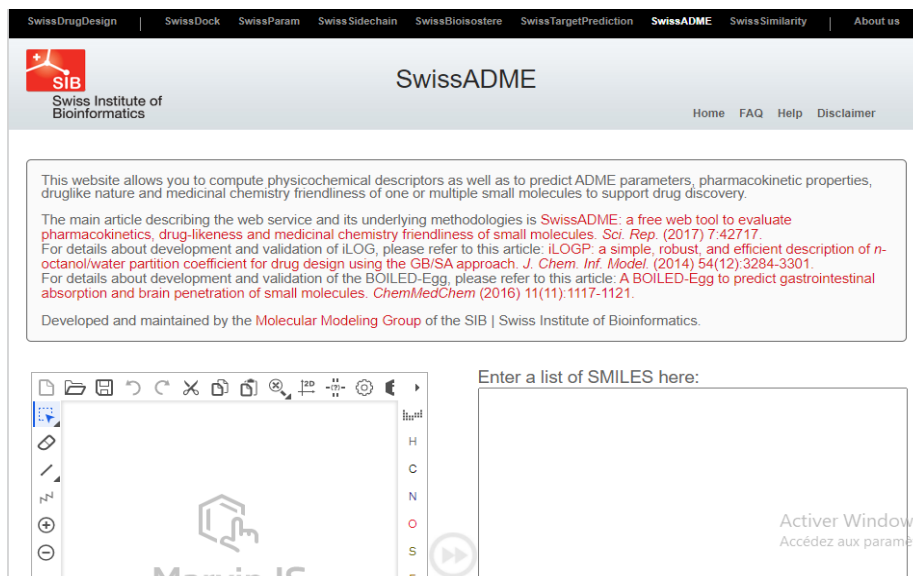 SwissDrugDesign | SwissDock SwissParam SwissSidechain SwissBioisostere SwissTargetPrediction SwissADME SwissSimilarity | About us
SIB
Swiss Institute of
Bioinformatics
SwissADME
Home FAQ Help Disclaimer
This website allows you to compute physicochemical descriptors as well as to predict ADME parameters, pharmacokinetic properties,
druglike nature and medicinal chemistry friendliness of one or multiple small molecules to support drug discovery.
The main article describing the web service and its underlying methodologies is SwissADME: a free web tool to evaluate
pharmacokinetics, drug-likeness and medicinal chemistry friendliness of small molecules. Sci. Rep. (2017) 7:42717.
For details about development and validation of iLOG, please refer to this article: iLOGP: a simple, robust, and efficient description of n-
octanol/water partition coefficient for drug design using the GB/SA approach. J. Chem. Inf. Model. (2014) 54(12):3284-3301.
For details about development and validation of the BOILED-Egg, please refer to this article: A BOILED-Egg to predict gastrointestinal
absorption and brain penetration of small molecules. ChemMedChem (2016) 11(11):1117-1121.
Developed and maintained by the Molecular Modeling Group of the SIB | Swiss Institute of Bioinformatics.
Enter a list of SMILES here:
2D
H
C
N
O
S
Activer Window
Accédez aux paramè